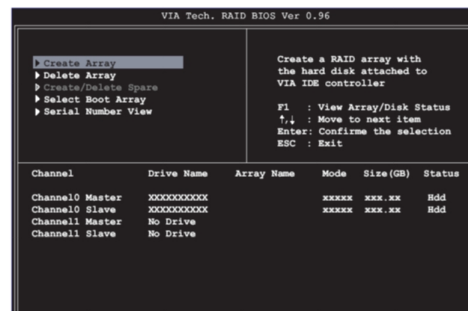 VIA Tech. RAID BIOS Ver 0.96
Create Array
Delete Array
Create/Delete Spare
Select Boot Array
Serial Number View
Create a RAID array with
the hard disk attached to
VIA IDE controller
F1 : View Array/Disk Status
↑,↓ : Move to next item
Enter: Confirme the selection
ESC : Exit
Channel Drive Name Array Name Mode Size(GB) Status
Channel0 Master XXXXXXXXXX XXXXX XXX.XX Hdd
Channel0 Slave XXXXXXXXXX XXXXX XXX.XX Hdd
Channel1 Master No Drive
Channel1 Slave No Drive